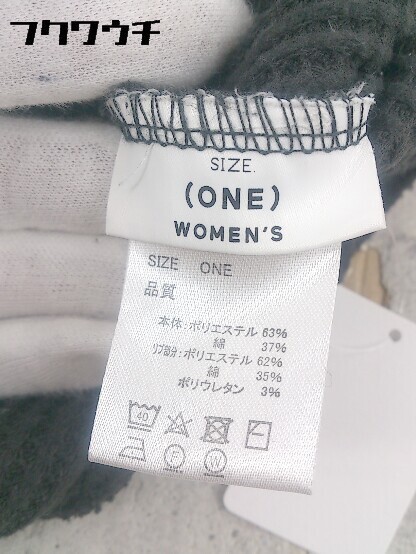 フクワウチ
SIZE.
(ONE)
WOMEN'S
SIZE ONE
品質
本体:ポリエステル 63%
綿 37%
リブ部分:ポリエステル 62%
綿 35%
ポリウレタン 3%
40
F W